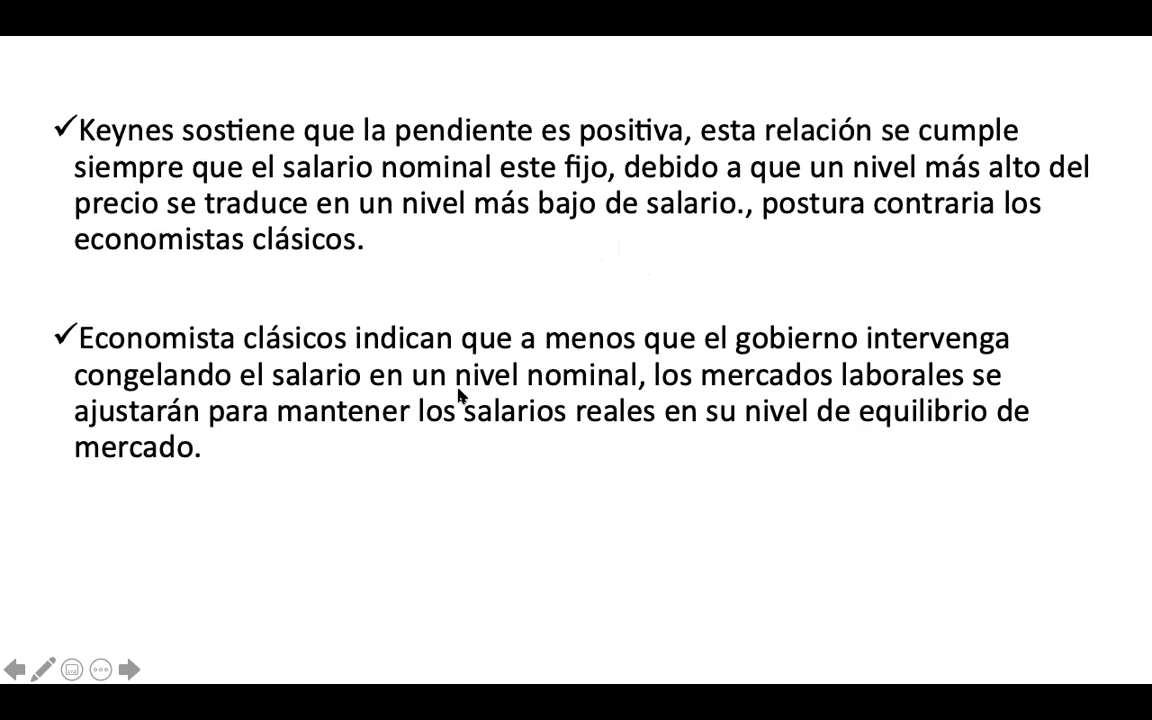 ✓Keynes sostiene que la pendiente es positiva, esta relación se cumple
siempre que el salario nominal este fijo, debido a que un nivel más alto del
precio se traduce en un nivel más bajo de salario., postura contraria los
economistas clásicos.
✓Economista clásicos indican que a menos que el gobierno intervenga
congelando el salario en un nivel nominal, los mercados laborales se
ajustarán para mantener los salarios reales en su nivel de equilibrio de
mercado.